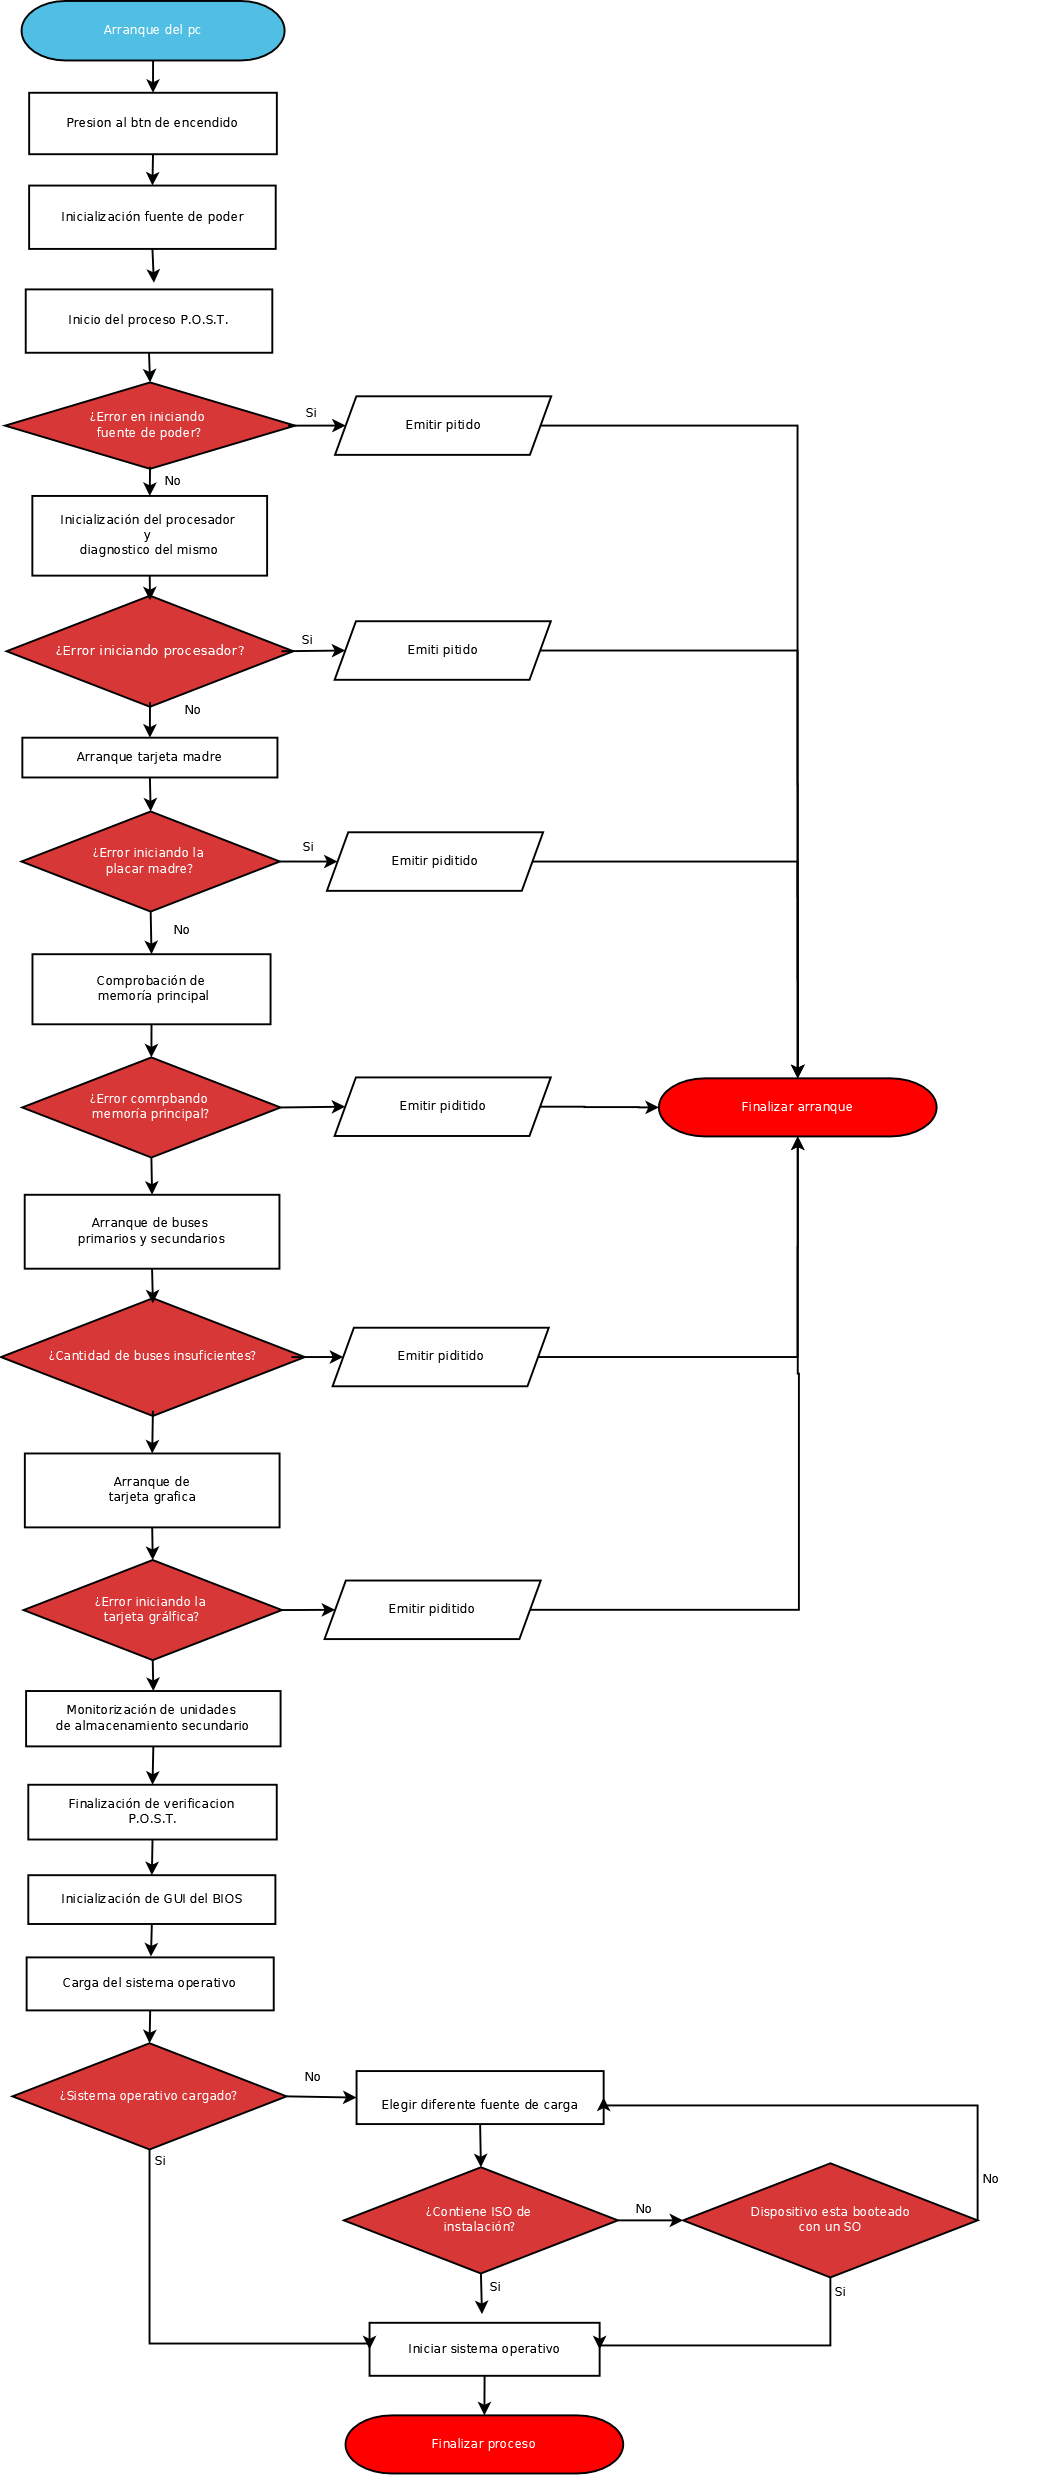 Arranque del pc
Presion al btn de encendido
Inicialización fuente de poder
Inicio del proceso P.O.S.T.
¿Error en iniciando
fuente de poder?
Si
Emitir pitido
No
Inicialización del procesador
y
diagnostico del mismo
¿Error iniciando procesador?
Si
Emiti pitido
No
Arranque tarjeta madre
¿Error iniciando la
placar madre?
Si
Emitir piditido
No
Comprobación de
memoría principal
¿Error comrpbando
memoría principal?
Emitir piditido
Finalizar arranque
Arranque de buses
primarios y secundarios
¿Cantidad de buses insuficientes?
Emitir piditido
Arranque de
tarjeta grafica
¿Error iniciando la
tarjeta grálfica?
Emitir piditido
Monitorización de unidades
de almacenamiento secundario
Finalización de verificacion
P.O.S.T.
Inicialización de GUI del BIOS
Carga del sistema operativo
¿Sistema operativo cargado?
No
Elegir diferente fuente de carga
Si
¿Contiene ISO de
instalación?
No
Dispositivo esta booteado
con un SO
No
Si
Si
Iniciar sistema operativo
Finalizar proceso